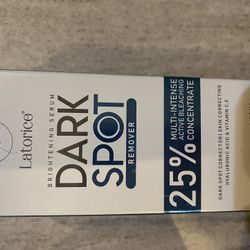 Latorice®
BRIGHTENING SERUM
DARK
SPOT
REMOVER
25%
MULTI-INTENSE
ACTIVE BLEACHING
CONCENTRATE
DARK SPOT CORRECTOR | SKIN CORRECTING
HYALURONIC ACID & VITAMIN C.E